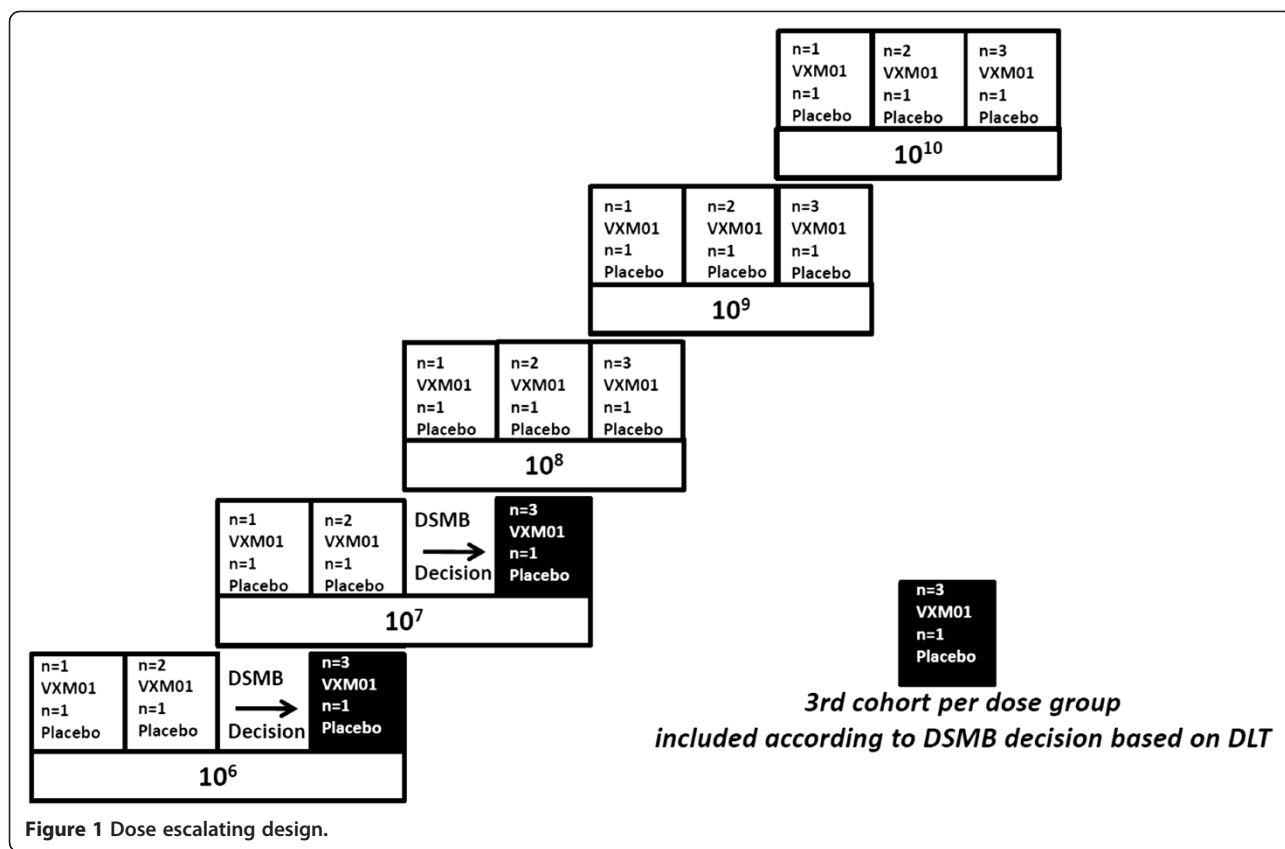 n=1
VXM01
n=1
Placebo
n=2
VXM01
n=1
Placebo
n=3
VXM01
n=1
Placebo
10¹⁰
n=1
VXM01
n=1
Placebo
n=2
VXM01
n=1
Placebo
n=3
VXM01
n=1
Placebo
10⁹
n=1
VXM01
n=1
Placebo
n=2
VXM01
n=1
Placebo
n=3
VXM01
n=1
Placebo
10⁸
n=1
VXM01
n=1
Placebo
n=2
VXM01
n=1
Placebo
DSMB
Decision
n=3
VXM01
n=1
Placebo
10⁷
n=1
VXM01
n=1
Placebo
n=2
VXM01
n=1
Placebo
DSMB
Decision
n=3
VXM01
n=1
Placebo
10⁶
n=3
VXM01
n=1
Placebo
3rd cohort per dose group
included according to DSMB decision based on DLT
Figure 1 Dose escalating design.